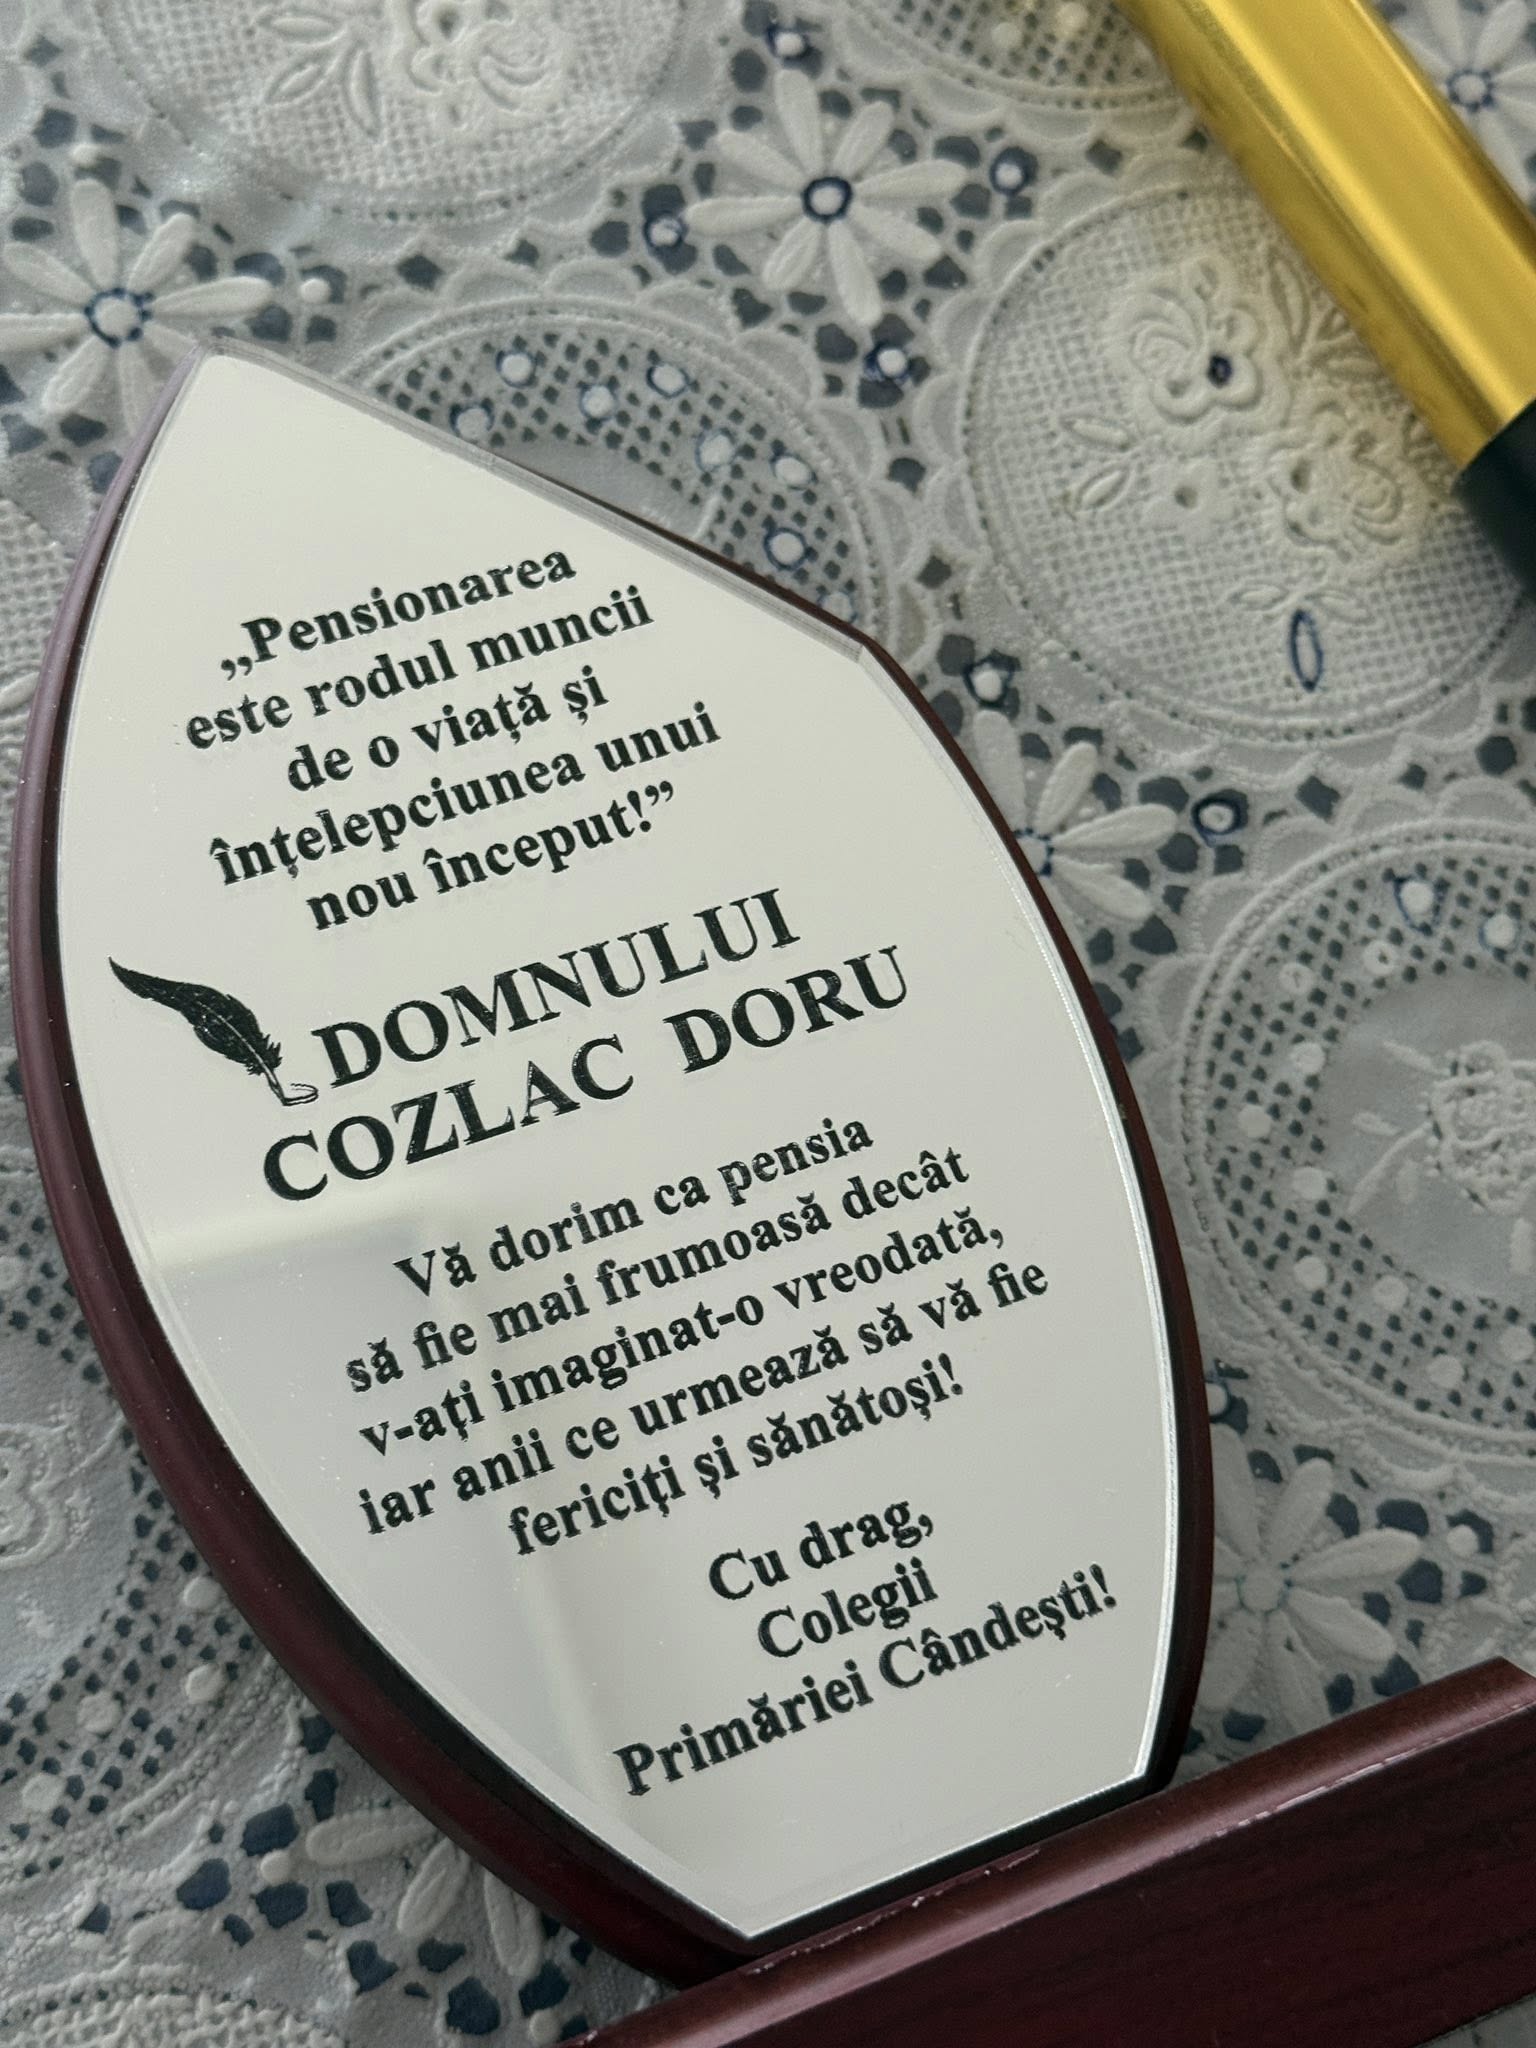 „Pensionarea
este rodul muncii
de o viață și
înțelepciunea unui
nou început!”
DOMNULUI
COZLAC DORU
Vă dorim ca pensia
să fie mai frumoasă decât
v-ați imaginat-o vreodată,
iar anii ce urmează să vă fie
fericiți și sănătoși!
Cu drag,
Colegii
Primăriei Cândești!